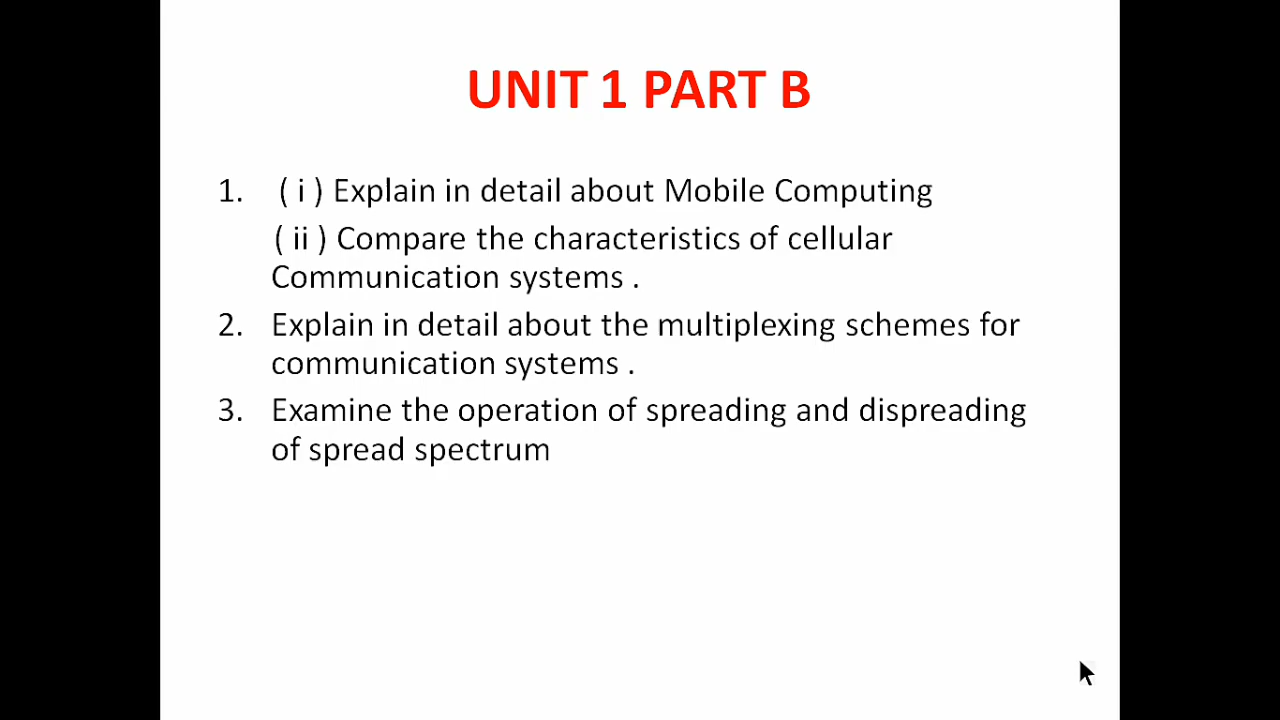 UNIT 1 PART B
1. ( i ) Explain in detail about Mobile Computing
( ii ) Compare the characteristics of cellular
Communication systems .
2. Explain in detail about the multiplexing schemes for
communication systems .
3. Examine the operation of spreading and dispreading
of spread spectrum